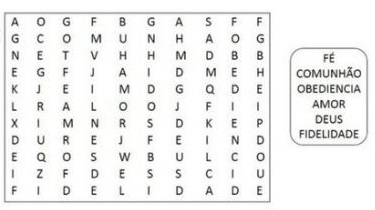 A O G F B G A S F F
G C O M U N H A O G
N E T V H H M D B B
E G F J A I D M E H
K J E I M D G Q D E
L R A L O O J F I I
X I M N R S D K E P
D U R E J F E I N D
E Q O S W B U L C O
I Z F D E S S C I U
F I D E L I D A D E
FÉ
COMUNHÃO
OBEDIENCIA
AMOR
DEUS
FIDELIDADE